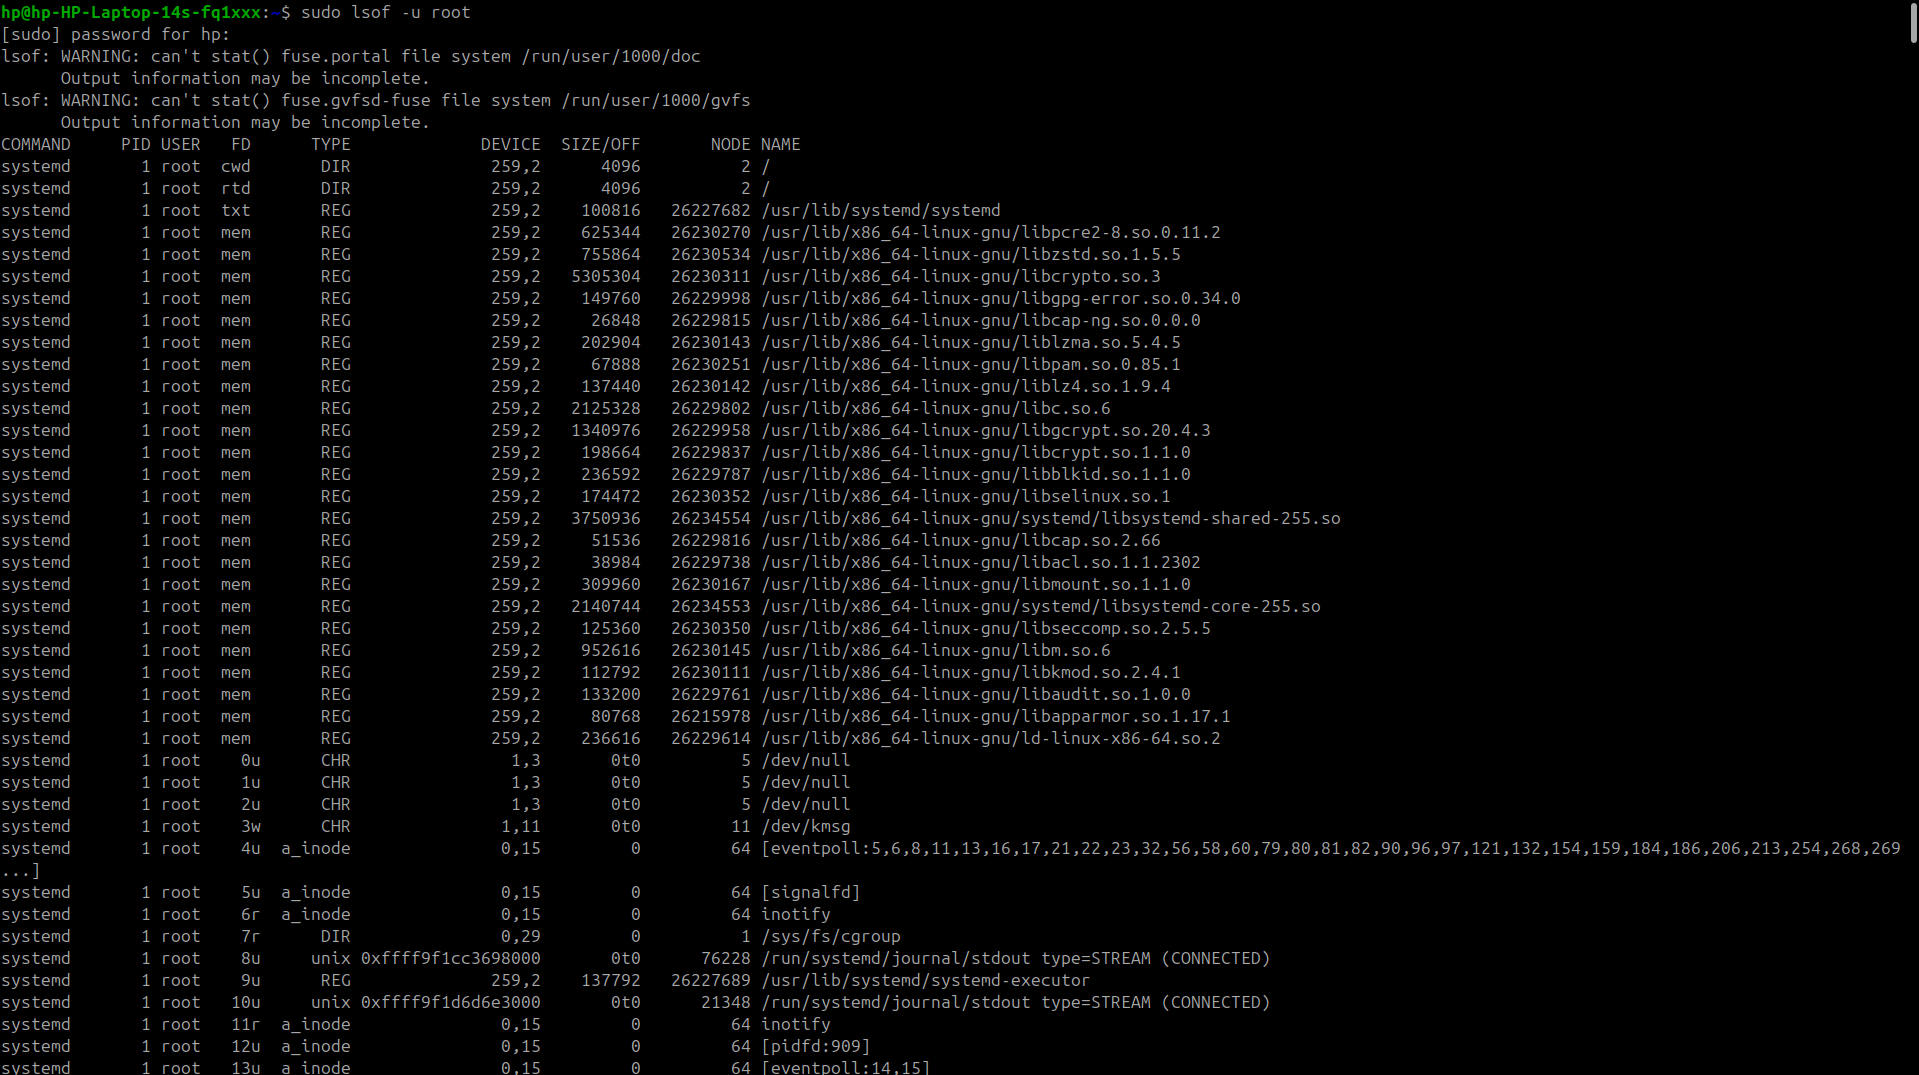 hp@hp-HP-Laptop-14s-fq1xxx:~$ sudo lsof -u root
[sudo] password for hp:
lsof: WARNING: can't stat() fuse.portal file system /run/user/1000/doc
      Output information may be incomplete.
lsof: WARNING: can't stat() fuse.gvfsd-fuse file system /run/user/1000/gvfs
      Output information may be incomplete.
COMMAND     PID USER   FD      TYPE             DEVICE  SIZE/OFF       NODE NAME
systemd       1 root  cwd       DIR              259,2      4096          2 /
systemd       1 root  rtd       DIR              259,2      4096          2 /
systemd       1 root  txt       REG              259,2    100816   26227682 /usr/lib/systemd/systemd
systemd       1 root  mem       REG              259,2    625344   26230270 /usr/lib/x86_64-linux-gnu/libpcre2-8.so.0.11.2
systemd       1 root  mem       REG              259,2    755864   26230534 /usr/lib/x86_64-linux-gnu/libzstd.so.1.5.5
systemd       1 root  mem       REG              259,2   5305304   26230311 /usr/lib/x86_64-linux-gnu/libcrypto.so.3
systemd       1 root  mem       REG              259,2    149760   26229998 /usr/lib/x86_64-linux-gnu/libgpg-error.so.0.34.0
systemd       1 root  mem       REG              259,2     26848   26229815 /usr/lib/x86_64-linux-gnu/libcap-ng.so.0.0.0
systemd       1 root  mem       REG              259,2    202904   26230143 /usr/lib/x86_64-linux-gnu/liblzma.so.5.4.5
systemd       1 root  mem       REG              259,2     67888   26230251 /usr/lib/x86_64-linux-gnu/libpam.so.0.85.1
systemd       1 root  mem       REG              259,2    137440   26230142 /usr/lib/x86_64-linux-gnu/liblz4.so.1.9.4
systemd       1 root  mem       REG              259,2   2125328   26229802 /usr/lib/x86_64-linux-gnu/libc.so.6
systemd       1 root  mem       REG              259,2   1340976   26229958 /usr/lib/x86_64-linux-gnu/libgcrypt.so.20.4.3
systemd       1 root  mem       REG              259,2    198664   26229837 /usr/lib/x86_64-linux-gnu/libcrypt.so.1.1.0
systemd       1 root  mem       REG              259,2    236592   26229787 /usr/lib/x86_64-linux-gnu/libblkid.so.1.1.0
systemd       1 root  mem       REG              259,2    174472   26230352 /usr/lib/x86_64-linux-gnu/libselinux.so.1
systemd       1 root  mem       REG              259,2   3750936   26234554 /usr/lib/x86_64-linux-gnu/systemd/libsystemd-shared-255.so
systemd       1 root  mem       REG              259,2     51536   26229816 /usr/lib/x86_64-linux-gnu/libcap.so.2.66
systemd       1 root  mem       REG              259,2     38984   26229738 /usr/lib/x86_64-linux-gnu/libacl.so.1.1.2302
systemd       1 root  mem       REG              259,2    309960   26230167 /usr/lib/x86_64-linux-gnu/libmount.so.1.1.0
systemd       1 root  mem       REG              259,2   2140744   26234553 /usr/lib/x86_64-linux-gnu/systemd/libsystemd-core-255.so
systemd       1 root  mem       REG              259,2    125360   26230350 /usr/lib/x86_64-linux-gnu/libseccomp.so.2.5.5
systemd       1 root  mem       REG              259,2    952616   26230145 /usr/lib/x86_64-linux-gnu/libm.so.6
systemd       1 root  mem       REG              259,2    112792   26230111 /usr/lib/x86_64-linux-gnu/libkmod.so.2.4.1
systemd       1 root  mem       REG              259,2    133200   26229761 /usr/lib/x86_64-linux-gnu/libaudit.so.1.0.0
systemd       1 root  mem       REG              259,2     80768   26215978 /usr/lib/x86_64-linux-gnu/libapparmor.so.1.17.1
systemd       1 root  mem       REG              259,2    236616   26229614 /usr/lib/x86_64-linux-gnu/ld-linux-x86-64.so.2
systemd       1 root    0u      CHR                1,3       0t0          5 /dev/null
systemd       1 root    1u      CHR                1,3       0t0          5 /dev/null
systemd       1 root    2u      CHR                1,3       0t0          5 /dev/null
systemd       1 root    3w      CHR               1,11       0t0         11 /dev/kmsg
systemd       1 root    4u  a_inode               0,15         0         64 [eventpoll:5,6,8,11,13,16,17,21,22,23,32,56,58,60,79,80,81,82,90,96,97,121,132,154,159,184,186,206,213,254,268,269
...]
systemd       1 root    5u  a_inode               0,15         0         64 [signalfd]
systemd       1 root    6r  a_inode               0,15         0         64 inotify
systemd       1 root    7r      DIR               0,29         0          1 /sys/fs/cgroup
systemd       1 root    8u     unix 0xffff9f1cc3698000       0t0      76228 /run/systemd/journal/stdout type=STREAM (CONNECTED)
systemd       1 root    9u      REG              259,2    137792   26227689 /usr/lib/systemd/systemd-executor
systemd       1 root   10u     unix 0xffff9f1d6d6e3000       0t0      21348 /run/systemd/journal/stdout type=STREAM (CONNECTED)
systemd       1 root   11r  a_inode               0,15         0         64 inotify
systemd       1 root   12u  a_inode               0,15         0         64 [pidfd:909]
systemd       1 root   13u  a_inode               0,15         0         64 [eventpoll:14,15]